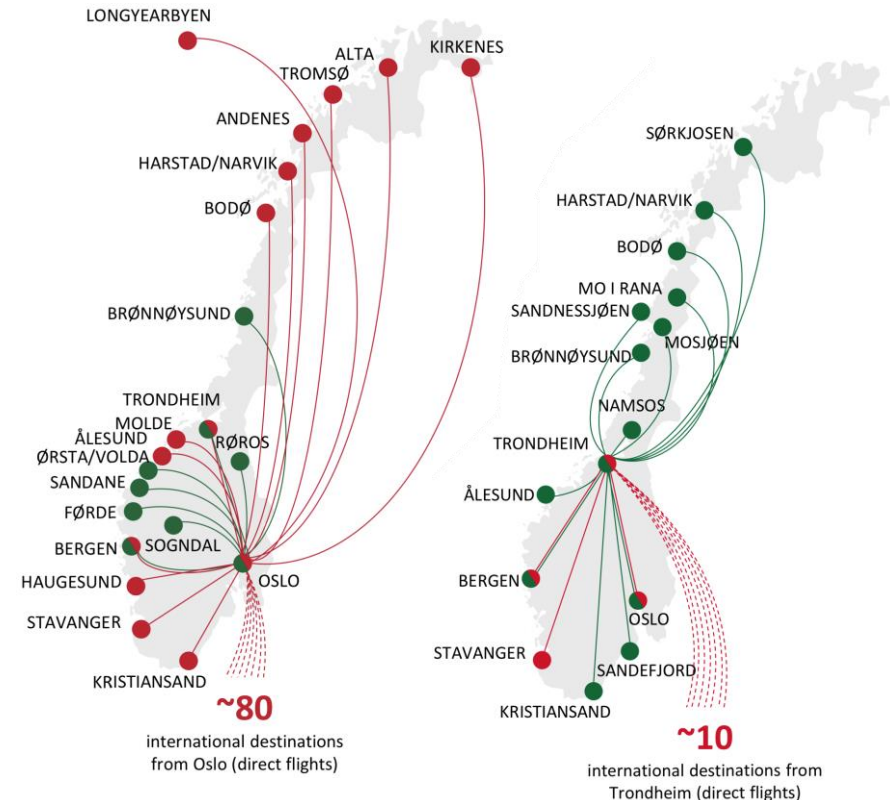 LONGYEARBYEN
ALTA
KIRKENES
TROMSØ
ANDENES
HARSTAD/NARVIK
BODØ
BRØNNØYSUND
TRONDHEIM
MOLDE
ÅLESUND
RØROS
ØRSTA/VOLDA
SANDANE
FØRDE
BERGEN
SOGNDAL
OSLO
HAUGESUND
STAVANGER
KRISTIANSAND
~80
international destinations
from Oslo (direct flights)
SØRKJOSEN
HARSTAD/NARVIK
BODØ
MO I RANA
SANDNESSJØEN
MOSJØEN
BRØNNØYSUND
NAMSOS
TRONDHEIM
ÅLESUND
BERGEN
OSLO
STAVANGER
SANDEFJORD
KRISTIANSAND
~10
international destinations from
Trondheim (direct flights)